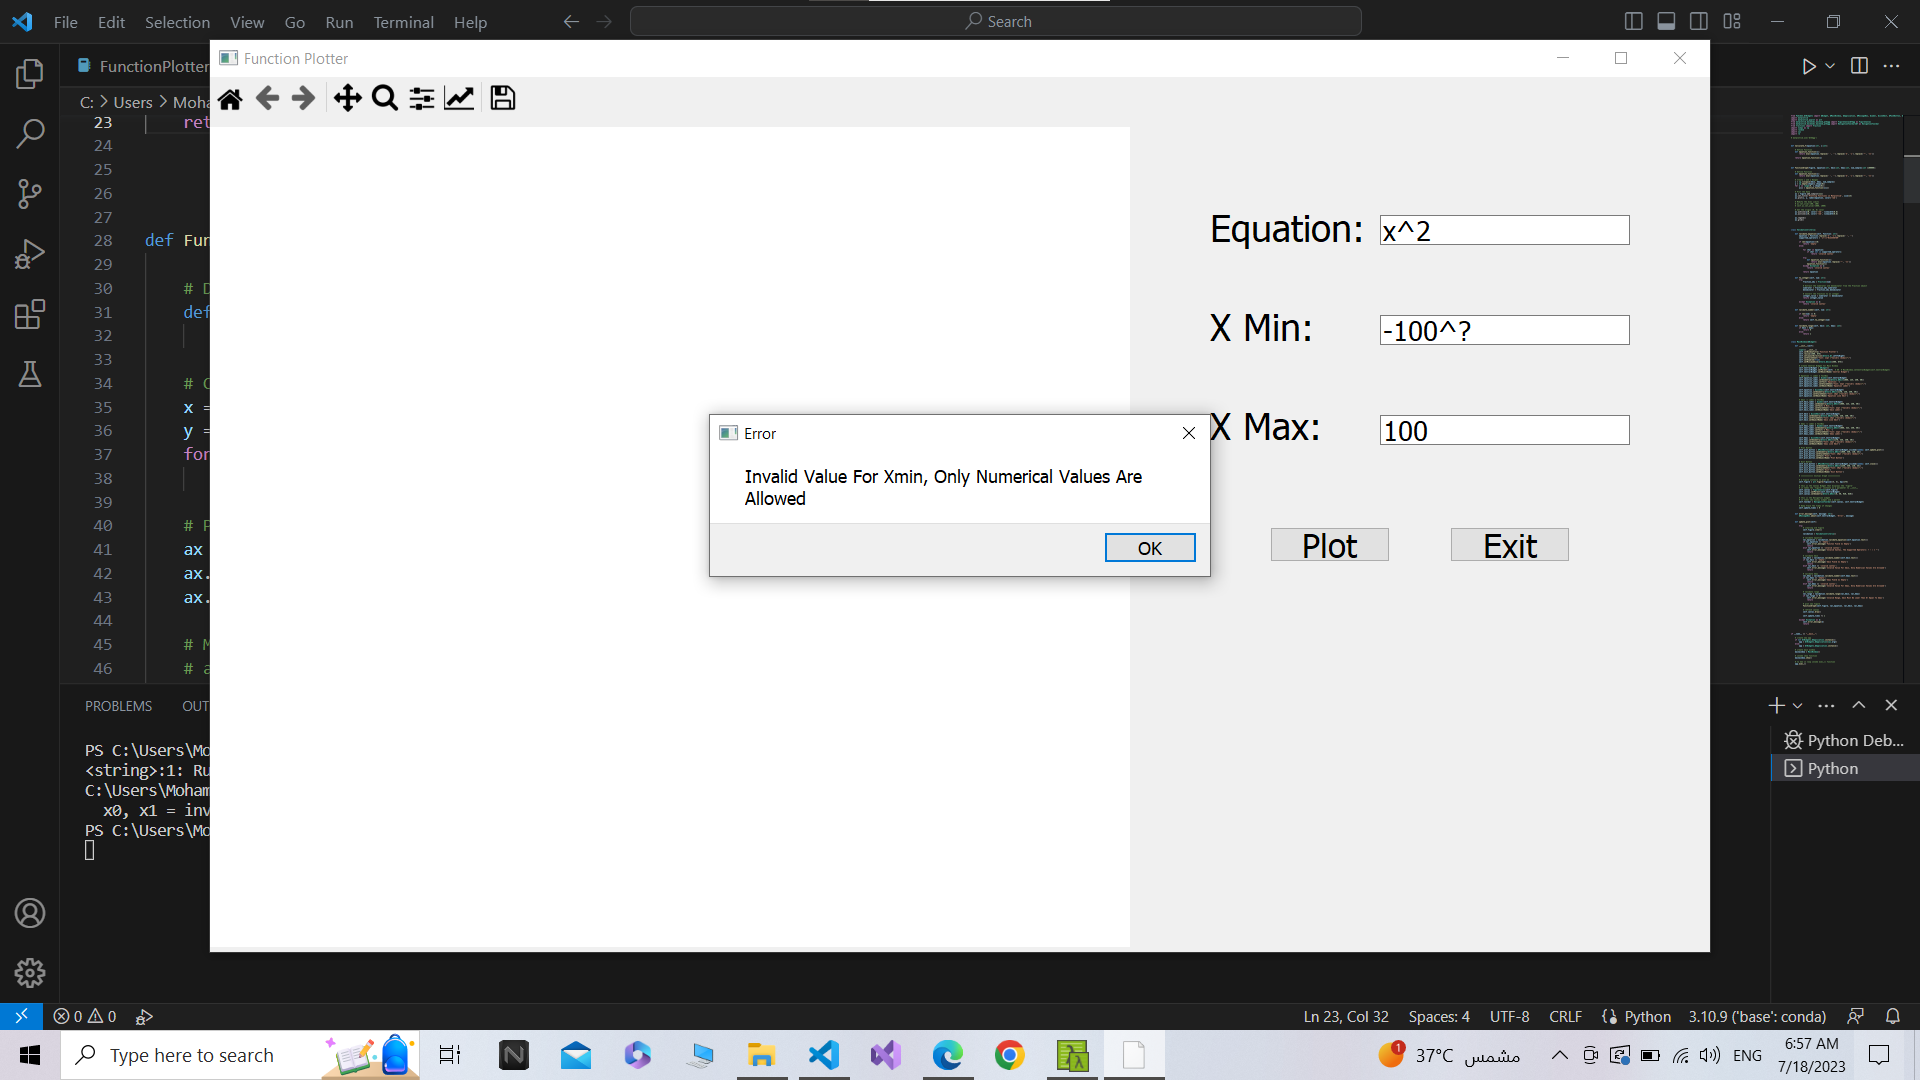 File Edit Selection View Go Run Terminal Help
Search
FunctionPlotter
C: > Users > Moha
Function Plotter
23 ret
24
25
26
27
28 def Fun
29
30 # D
31 def
32
33
34 # C
35 x =
36 y =
37 for
38
39
40 # P
41 ax
42 ax.
43 ax.
44
45 # M
46 # a
Equation: x^2
X Min: -100^?
X Max: 100
Plot Exit
Error
Invalid Value For Xmin, Only Numerical Values Are
Allowed
OK
PROBLEMS OUT
PS C:\Users\Mo
<string>:1: Ru
C:\Users\Moham
x0, x1 = inv
PS C:\Users\Mo
Python Deb...
Python
0 0
Ln 23, Col 32 Spaces: 4 UTF-8 CRLF Python 3.10.9 ('base': conda)
Type here to search
1 37°C مشمس ENG
6:57 AM
7/18/2023